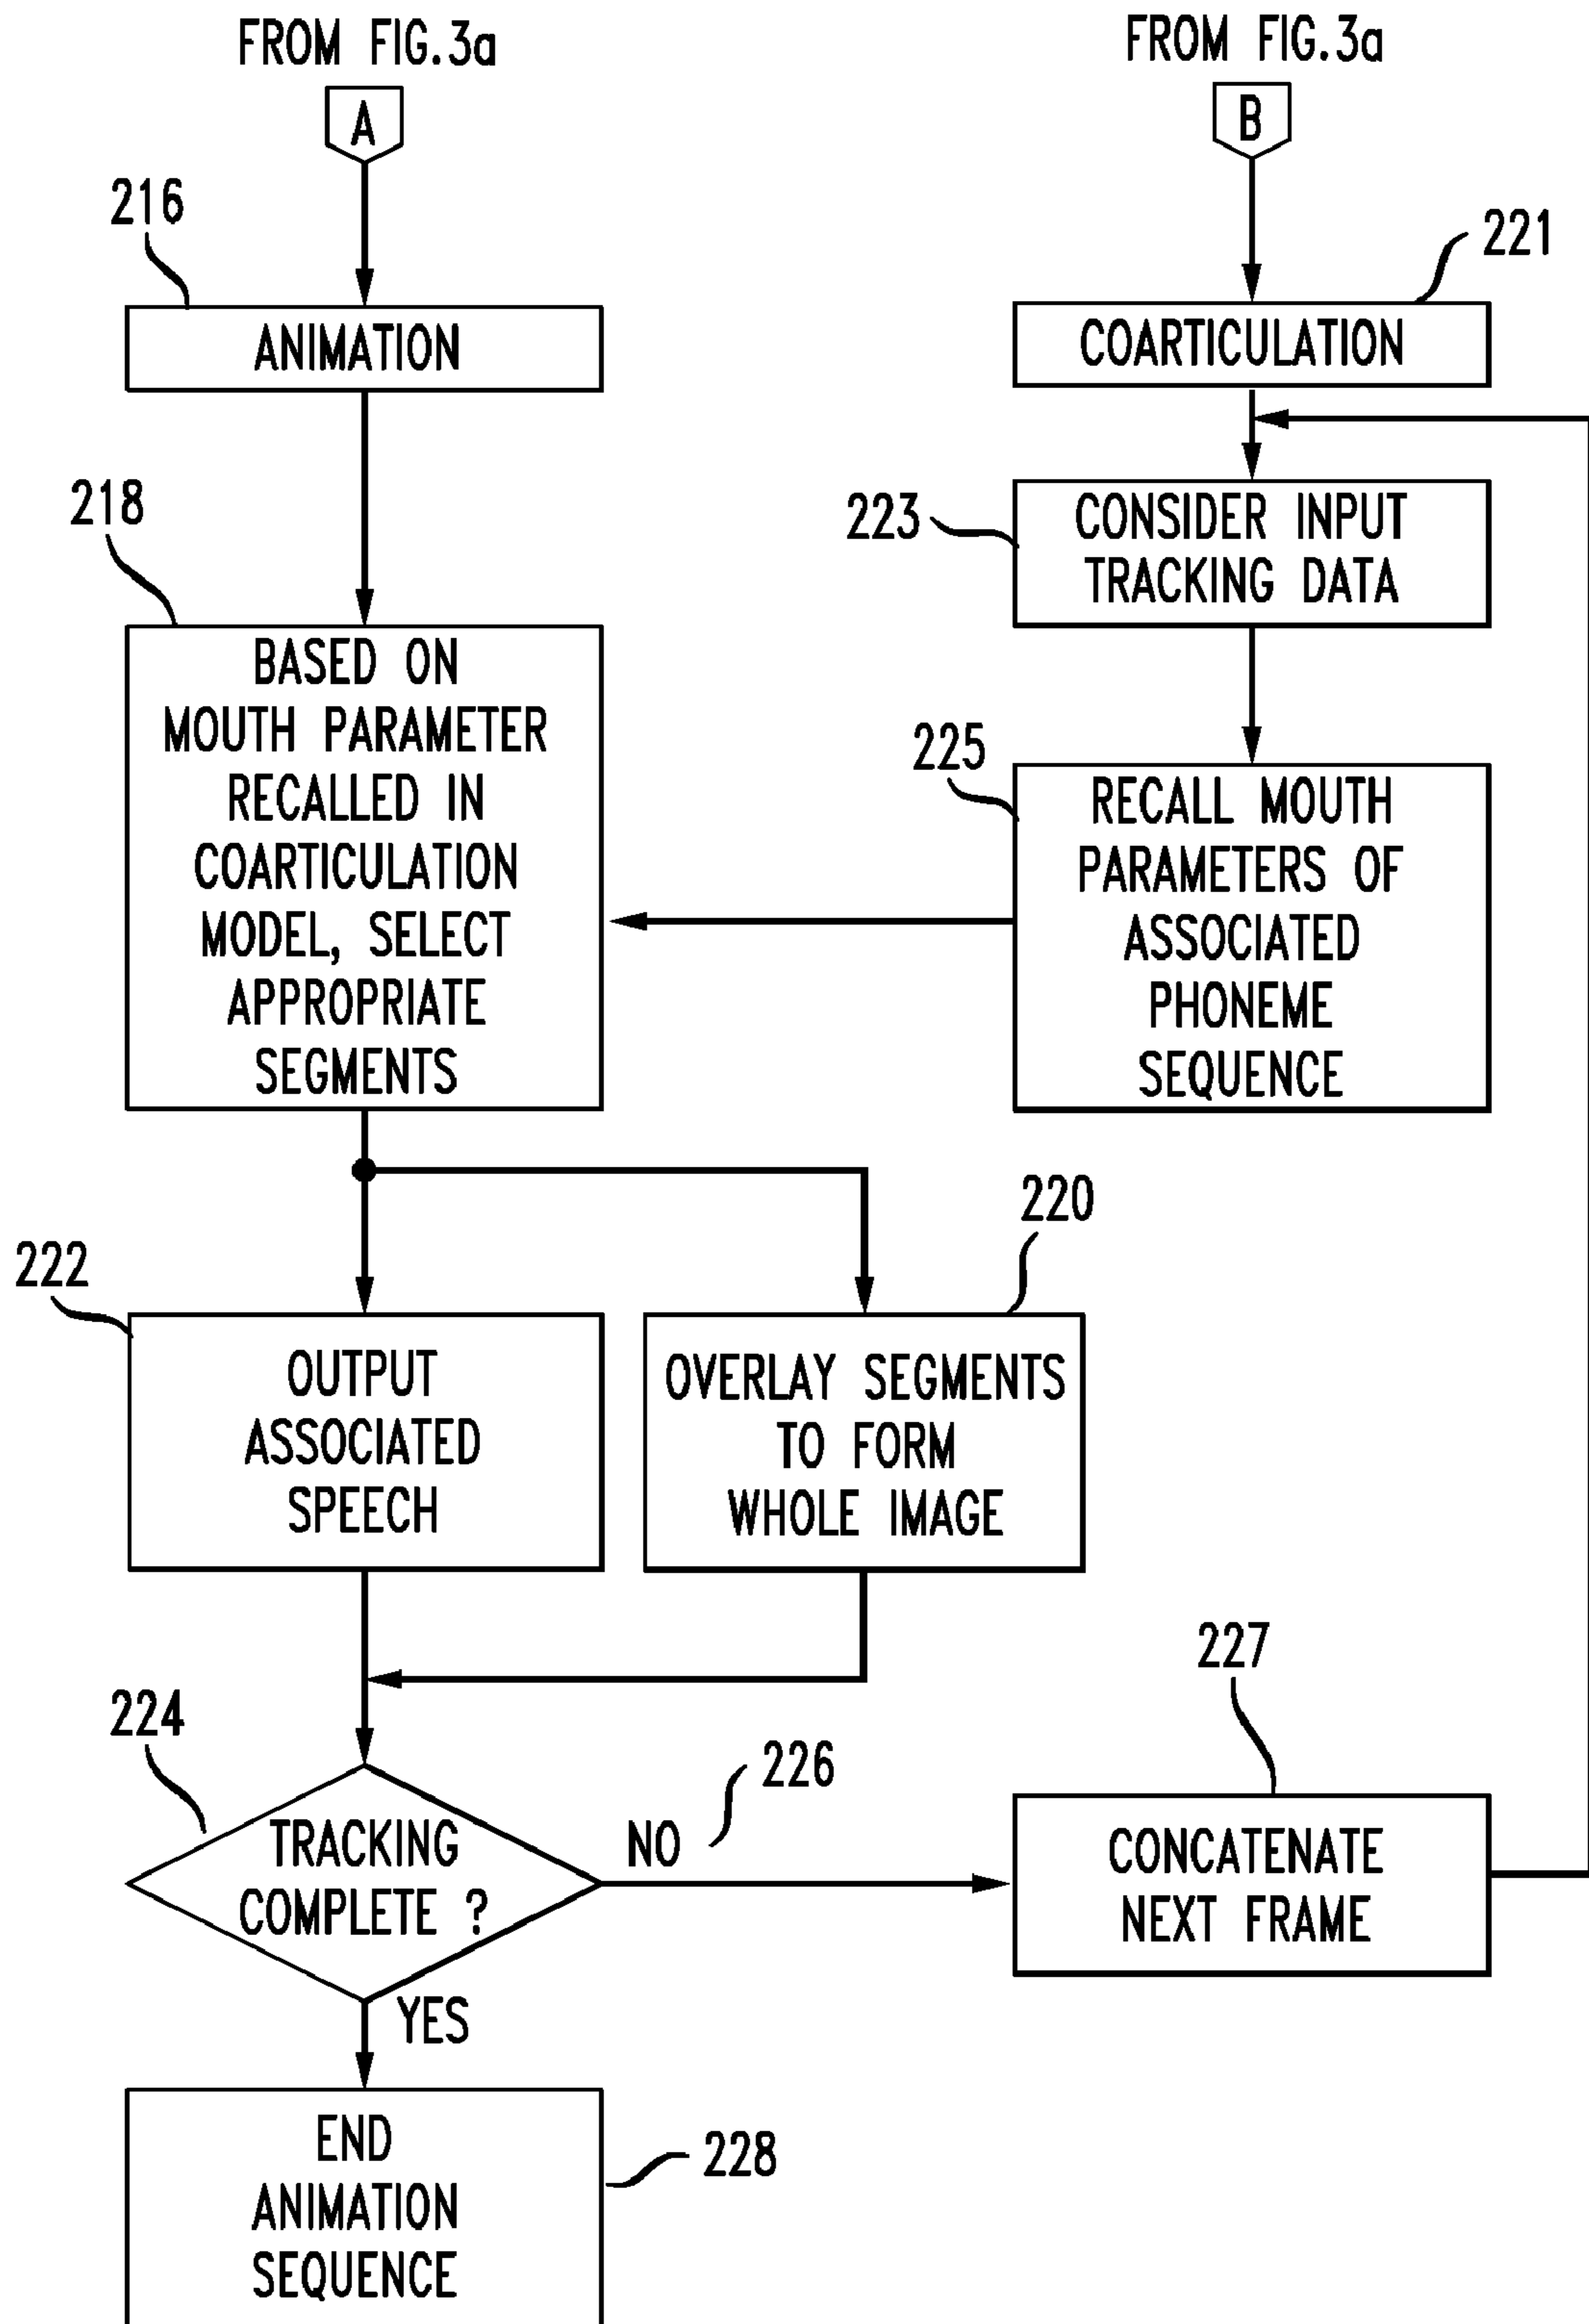 FROM FIG.3a
A
216
ANIMATION
218
BASED ON
MOUTH PARAMETER
RECALLED IN
COARTICULATION
MODEL, SELECT
APPROPRIATE
SEGMENTS
FROM FIG.3a
B
221
COARTICULATION
223
CONSIDER INPUT
TRACKING DATA
225
RECALL MOUTH
PARAMETERS OF
ASSOCIATED
PHONEME
SEQUENCE
222
OUTPUT
ASSOCIATED
SPEECH
220
OVERLAY SEGMENTS
TO FORM
WHOLE IMAGE
224
TRACKING
COMPLETE ?
NO
226
227
CONCATENATE
NEXT FRAME
YES
END
ANIMATION
SEQUENCE
228